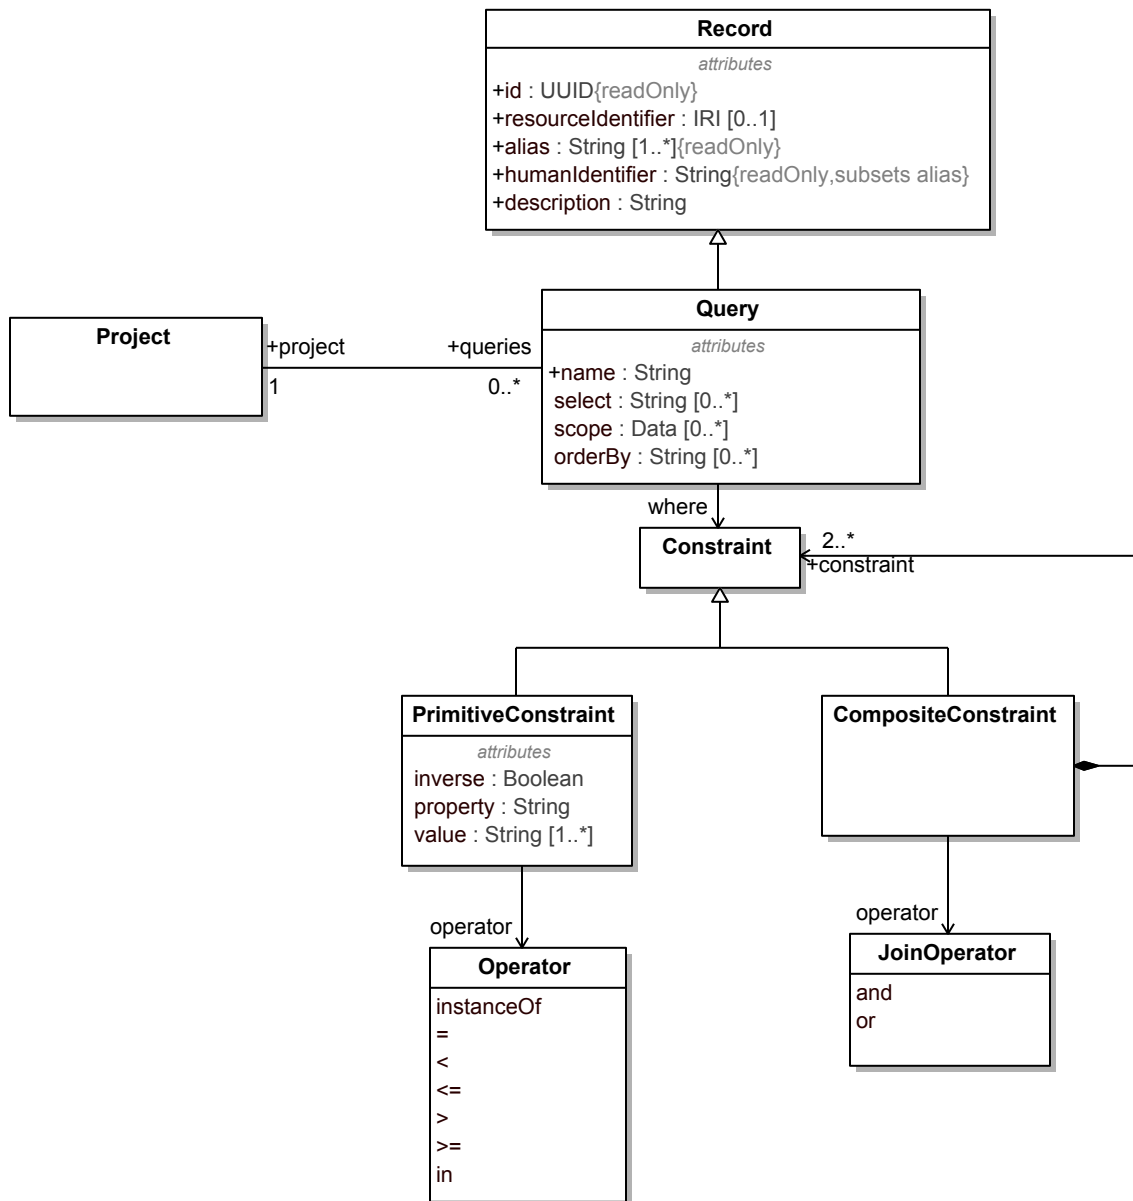 Record
attributes
+id : UUID{readOnly}
+resourceIdentifier : IRI [0..1]
+alias : String [1..*]{readOnly}
+humanIdentifier : String{readOnly,subsets alias}
+description : String
Project
+project
1
+queries
0..*
Query
attributes
+name : String
select : String [0..*]
scope : Data [0..*]
orderBy : String [0..*]
where
Constraint
2..*
+constraint
PrimitiveConstraint
attributes
inverse : Boolean
property : String
value : String [1..*]
CompositeConstraint
operator
Operator
instanceOf
=
<
<=
>
>=
in
operator
JoinOperator
and
or